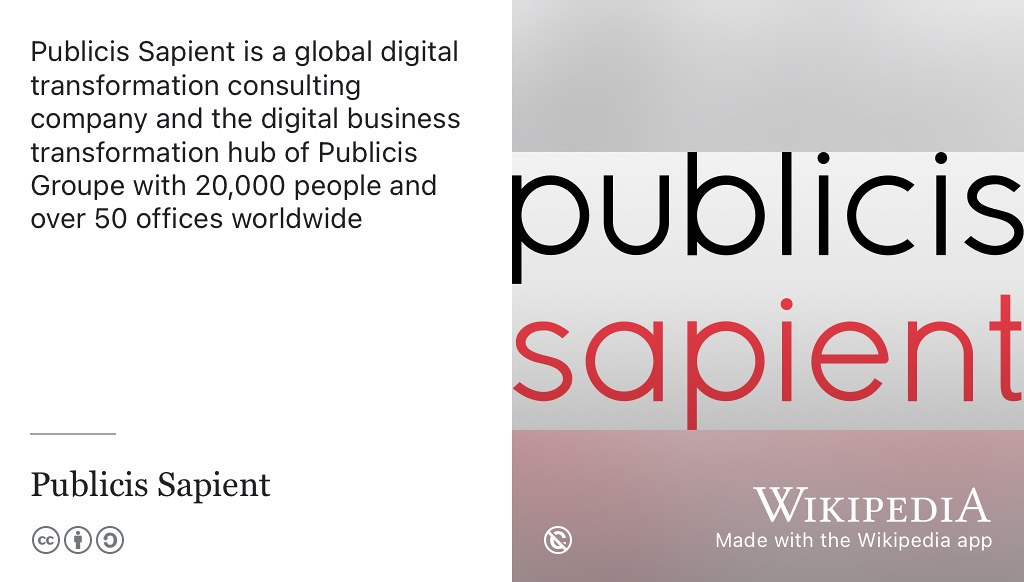 Publicis Sapient is a global digital
transformation consulting
company and the digital business
transformation hub of Publicis
Groupe with 20,000 people and
over 50 offices worldwide
Publicis Sapient
cc
publicis
sapient
WIKIPEDIA
Made with the Wikipedia app